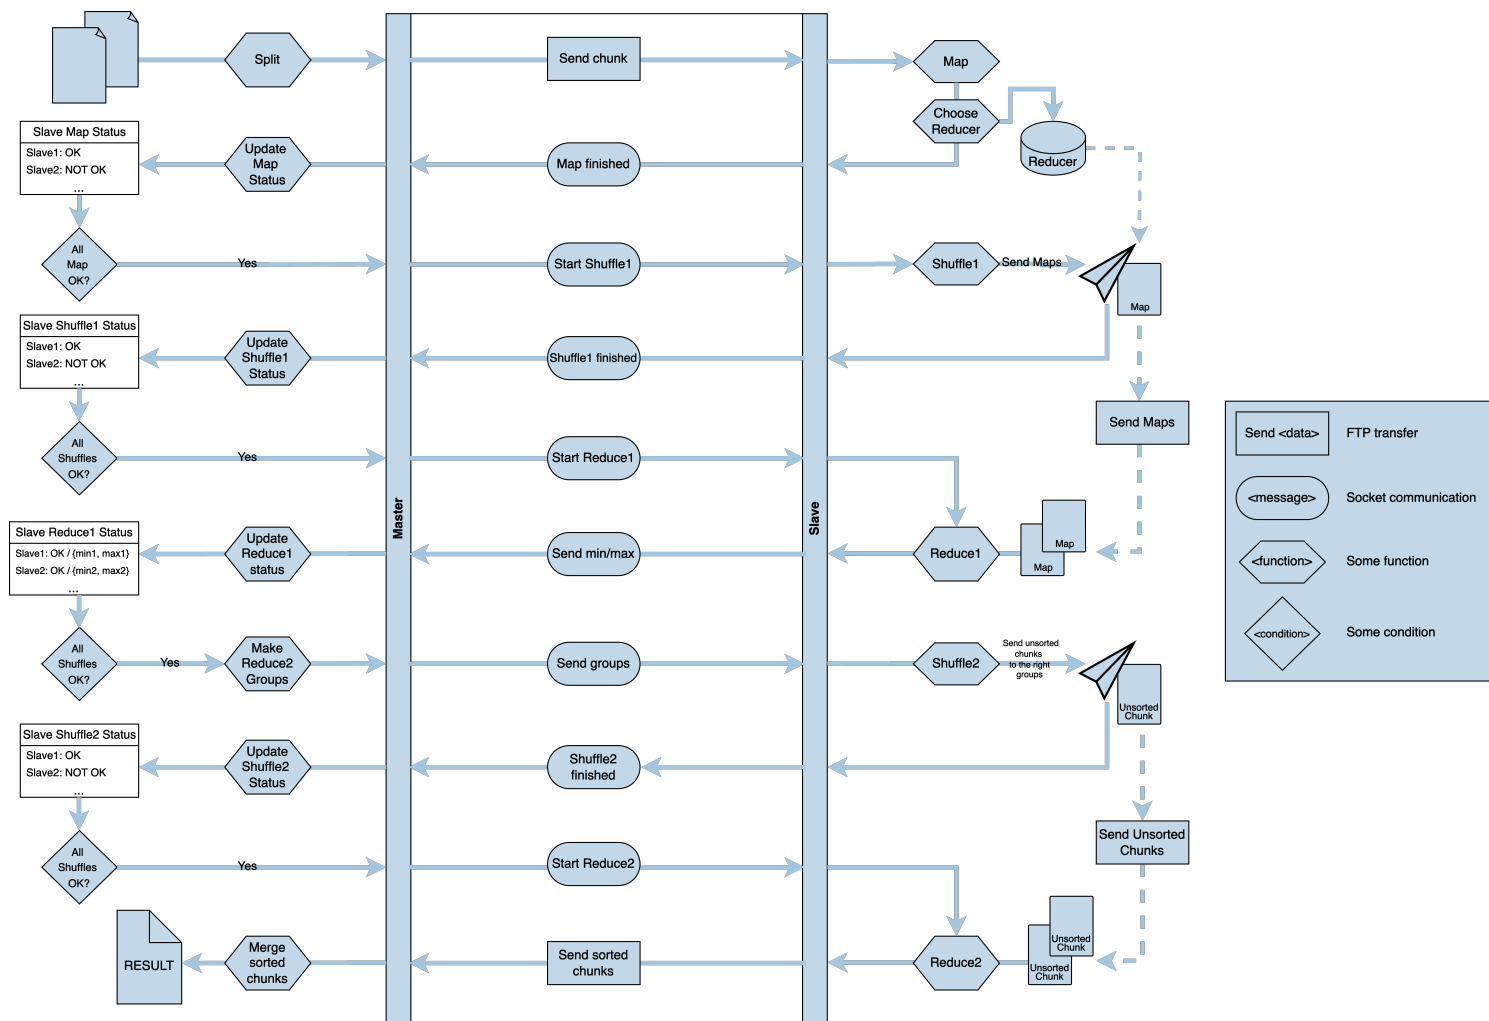 Split
Send chunk
Map
Choose
Reducer
Reducer
Slave Map Status
Slave1: OK
Slave2: NOT OK
...
Update
Map
Status
Map finished
All
Map
OK?
Yes
Start Shuffle1
Shuffle1
Send Maps
Map
Slave Shuffle1 Status
Slave1: OK
Slave2: NOT OK
...
Update
Shuffle1
Status
Shuffle1 finished
Send Maps
All
Shuffles
OK?
Yes
Start Reduce1
Master
Slave
Slave Reduce1 Status
Slave1: OK / {min1, max1}
Slave2: OK / {min2, max2}
...
Update
Reduce1
status
Send min/max
Reduce1
Map
Map
All
Shuffles
OK?
Yes
Make
Reduce2
Groups
Send groups
Shuffle2
Send unsorted
chunks
to the right
groups
Unsorted
Chunk
Slave Shuffle2 Status
Slave1: OK
Slave2: NOT OK
...
Update
Shuffle2
Status
Shuffle2
finished
Send Unsorted
Chunks
All
Shuffles
OK?
Yes
Start Reduce2
RESULT
Merge
sorted
chunks
Send sorted
chunks
Reduce2
Unsorted
Chunk
Unsorted
Chunk
Send <data>
FTP transfer
<message>
Socket communication
<function>
Some function
<condition>
Some condition